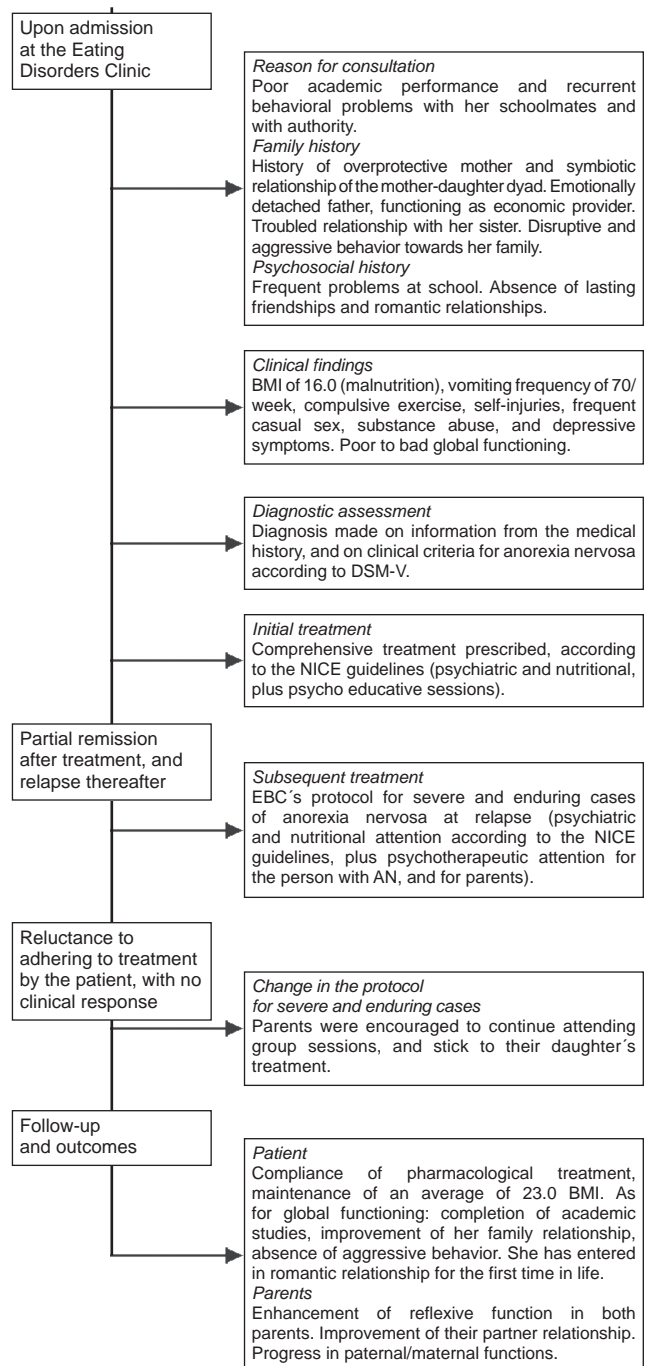 Upon admission
at the Eating
Disorders Clinic
Reason for consultation
Poor academic performance and recurrent
behavioral problems with her schoolmates and
with authority.
Family history
History of overprotective mother and symbiotic
relationship of the mother-daughter dyad. Emotionally
detached father, functioning as economic provider.
Troubled relationship with her sister. Disruptive and
aggressive behavior towards her family.
Psychosocial history
Frequent problems at school. Absence of lasting
friendships and romantic relationships.
Clinical findings
BMI of 16.0 (malnutrition), vomiting frequency of 70/
week, compulsive exercise, self-injuries, frequent
casual sex, substance abuse, and depressive
symptoms. Poor to bad global functioning.
Diagnostic assessment
Diagnosis made on information from the medical
history, and on clinical criteria for anorexia nervosa
according to DSM-V.
Initial treatment
Comprehensive treatment prescribed, according
to the NICE guidelines (psychiatric and nutritional,
plus psycho educative sessions).
Partial remission
after treatment, and
relapse thereafter
Subsequent treatment
EBC´s protocol for severe and enduring cases
of anorexia nervosa at relapse (psychiatric
and nutritional attention according to the NICE
guidelines, plus psychotherapeutic attention for
the person with AN, and for parents).
Reluctance to
adhering to treatment
by the patient, with no
clinical response
Change in the protocol
for severe and enduring cases
Parents were encouraged to continue attending
group sessions, and stick to their daughter´s
treatment.
Follow-up
and outcomes
Patient
Compliance of pharmacological treatment,
maintenance of an average of 23.0 BMI. As
for global functioning: completion of academic
studies, improvement of her family relationship,
absence of aggressive behavior. She has entered
in romantic relationship for the first time in life.
Parents
Enhancement of reflexive function in both
parents. Improvement of their partner relationship.
Progress in paternal/maternal functions.